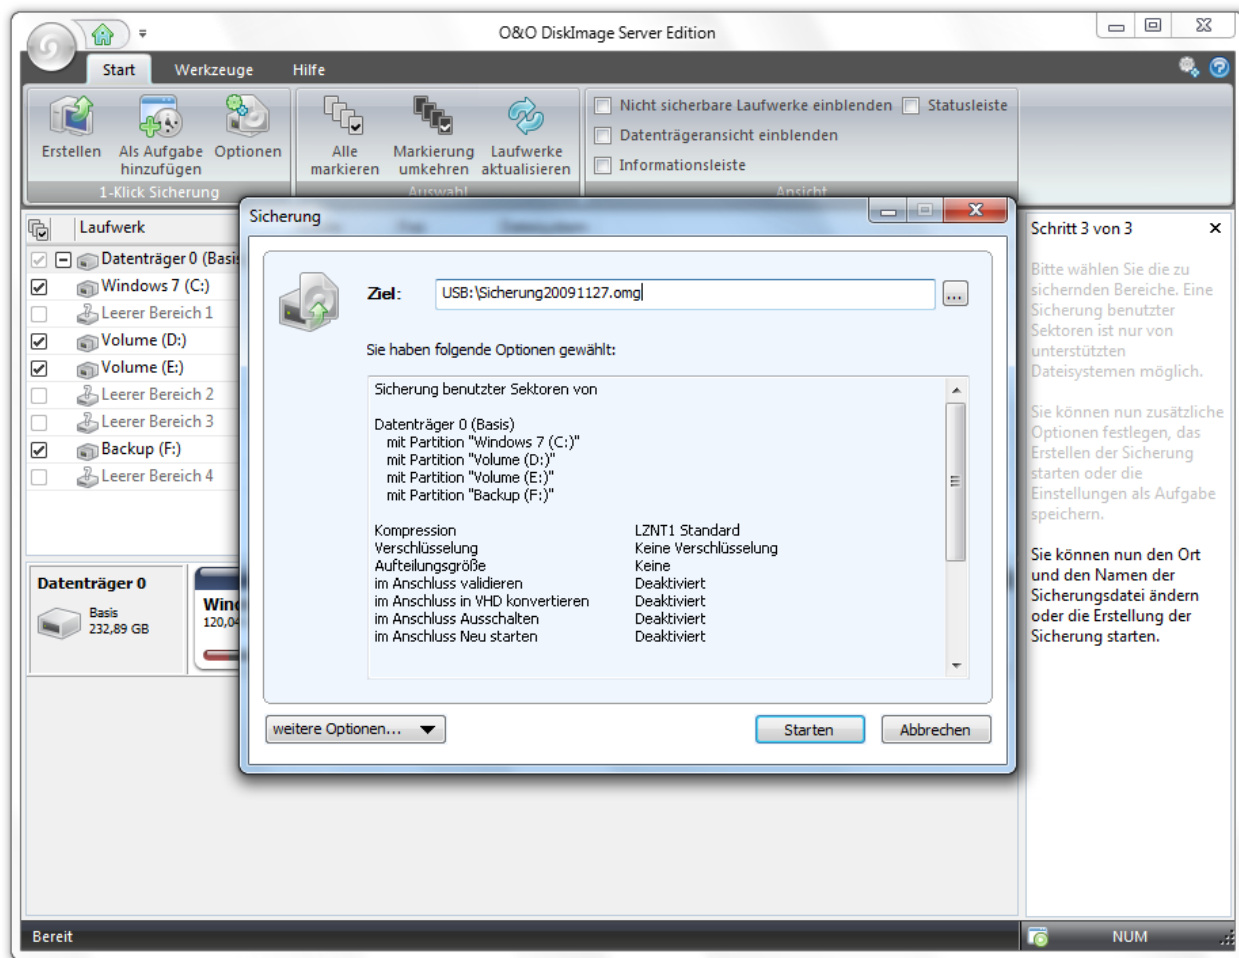 O&O DiskImage Server Edition
Start Werkzeuge Hilfe
Nicht sicherbare Laufwerke einblenden Statusleiste
Datenträgeransicht einblenden
Informationsleiste
Erstellen Als Aufgabe hinzufügen Optionen Alle markieren Markierung umkehren Laufwerke aktualisieren
1-Klick Sicherung Auswahl Ansicht
Laufwerk
Datenträger 0 (Basis
Windows 7 (C:)
Leerer Bereich 1
Volume (D:)
Volume (E:)
Leerer Bereich 2
Leerer Bereich 3
Backup (F:)
Leerer Bereich 4
Datenträger 0
Basis
232,89 GB
Wind
120,04
Sicherung
Ziel: USB:\Sicherung20091127.omg ...
Sie haben folgende Optionen gewählt:
Sicherung benutzter Sektoren von
Datenträger 0 (Basis)
mit Partition "Windows 7 (C:)"
mit Partition "Volume (D:)"
mit Partition "Volume (E:)"
mit Partition "Backup (F:)"
Kompression LZNT1 Standard
Verschlüsselung Keine Verschlüsselung
Aufteilungsgröße Keine
im Anschluss validieren Deaktiviert
im Anschluss in VHD konvertieren Deaktiviert
im Anschluss Ausschalten Deaktiviert
im Anschluss Neu starten Deaktiviert
weitere Optionen... Starten Abbrechen
Schritt 3 von 3
Bitte wählen Sie die zu
sichernden Bereiche. Eine
Sicherung benutzter
Sektoren ist nur von
unterstützten
Dateisystemen möglich.
Sie können nun zusätzliche
Optionen festlegen, das
Erstellen der Sicherung
starten oder die
Einstellungen als Aufgabe
speichern.
Sie können nun den Ort
und den Namen der
Sicherungsdatei ändern
oder die Erstellung der
Sicherung starten.
Bereit NUM